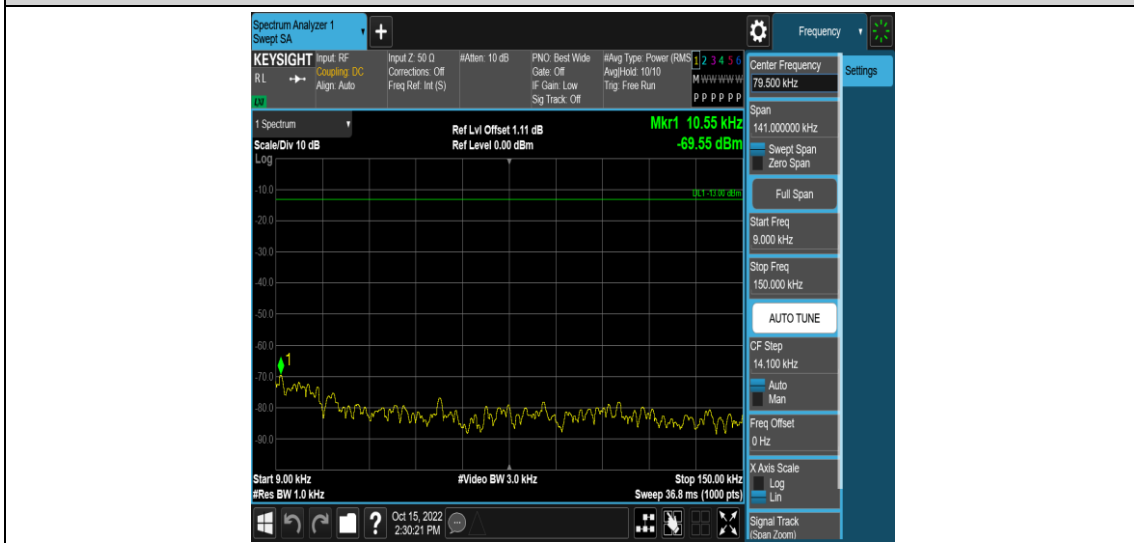 Spectrum Analyzer 1
Swept SA
+
Frequency
KEYSIGHT
RL
LXI
Input: RF
Coupling: DC
Align: Auto
Input Z: 50 Ω
Corrections: Off
Freq Ref: Int (S)
#Atten: 10 dB
PNO: Best Wide
Gate: Off
IF Gain: Low
Sig Track: Off
#Avg Type: Power (RMS
Avg|Hold: 10/10
Trig: Free Run
1 2 3 4 5 6
M W W W W W
P P P P P P
Center Frequency
79.500 kHz
Settings
1 Spectrum
Scale/Div 10 dB
Ref Lvl Offset 1.11 dB
Ref Level 0.00 dBm
Mkr1 10.55 kHz
-69.55 dBm
Log
-10.0
-20.0
-30.0
-40.0
-50.0
-60.0
-70.0
-80.0
-90.0
DL1 -13.00 dBm
1
Start 9.00 kHz
#Res BW 1.0 kHz
#Video BW 3.0 kHz
Stop 150.00 kHz
Sweep 36.8 ms (1000 pts)
Span
141.000000 kHz
Swept Span
Zero Span
Full Span
Start Freq
9.000 kHz
Stop Freq
150.000 kHz
AUTO TUNE
CF Step
14.100 kHz
Auto
Man
Freq Offset
0 Hz
X Axis Scale
Log
Lin
Signal Track
(Span Zoom)
?
Oct 15, 2022
2:30:21 PM